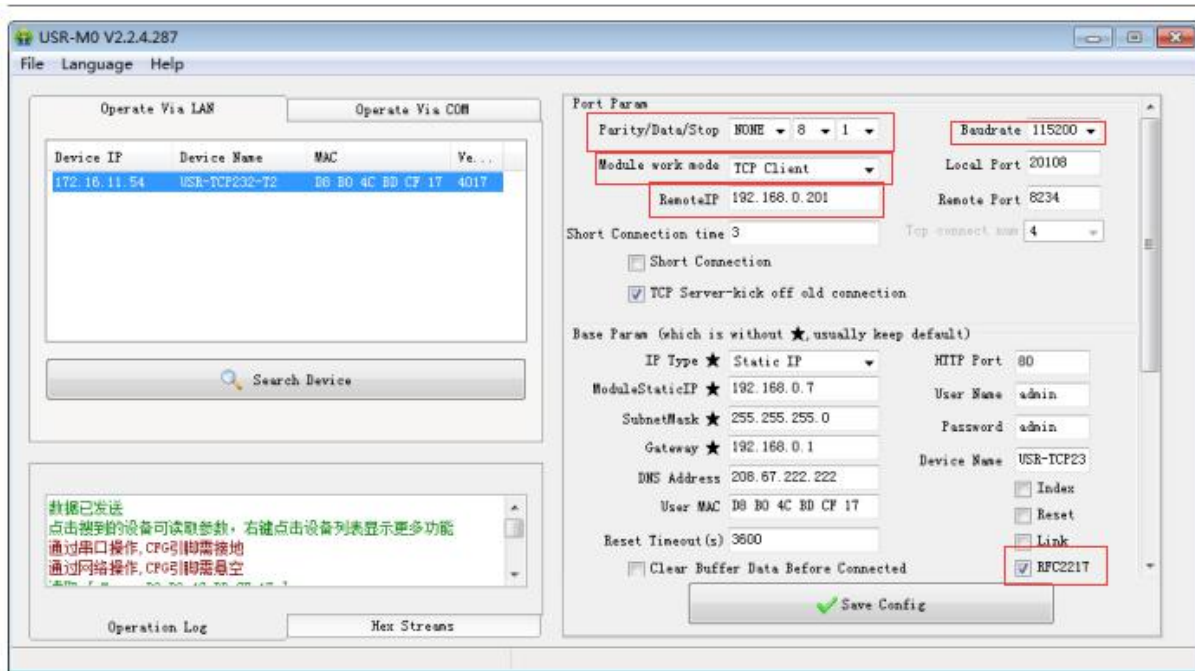 USR-M0 V2.2.4.287
File Language Help
Operate Via LAN
Operate Via COM
Device IP Device Name MAC Ve...
172.16.11.54 USR-TCP232-T2 D8 B0 4C BD CF 17 4017
Search Device
数据已发送
点击搜到的设备可读取参数，右键点击设备列表显示更多功能
通过串口操作,CFG引脚需接地
通过网络操作,CFG引脚需悬空
Operation Log
Hex Streams
Port Param
Parity/Data/Stop NONE 8 1 Baudrate 115200
Module work mode TCP Client Local Port 20108
RemoteIP 192.168.0.201 Remote Port 8234
Short Connection time 3 Tcp connect num 4
Short Connection
TCP Server-kick off old connection
Base Param (which is without ★, usually keep default)
IP Type ★ Static IP HTTP Port 80
ModuleStaticIP ★ 192.168.0.7 User Name admin
SubnetMask ★ 255.255.255.0 Password admin
Gateway ★ 192.168.0.1 Device Name USR-TCP23
DNS Address 208.67.222.222 Index
User MAC D8 B0 4C BD CF 17 Reset
Reset Timeout(s) 3600 Link
Clear Buffer Data Before Connected RFC2217
Save Config